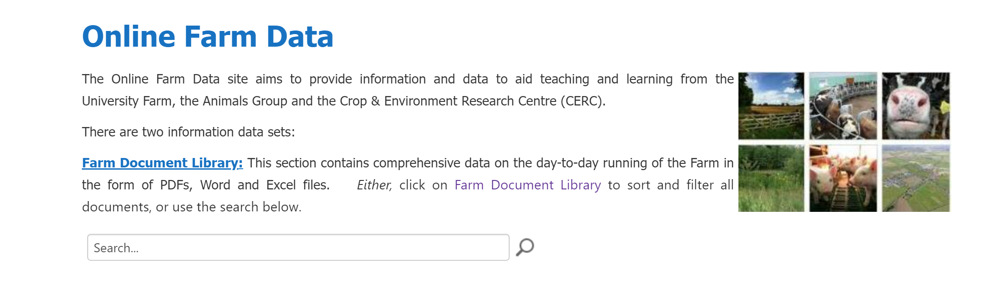 Online Farm Data
The Online Farm Data site aims to provide information and data to aid teaching and learning from the
University Farm, the Animals Group and the Crop & Environment Research Centre (CERC).
There are two information data sets:
Farm Document Library: This section contains comprehensive data on the day-to-day running of the Farm in
the form of PDFs, Word and Excel files. Either, click on Farm Document Library to sort and filter all
documents, or use the search below.
Search...